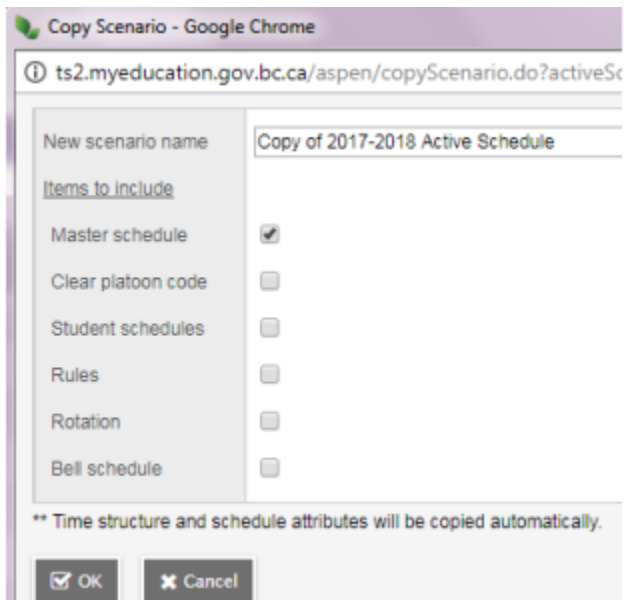 Copy Scenario - Google Chrome
ts2.myeducation.gov.bc.ca/aspen/copyScenario.do?activeSc
New scenario name Copy of 2017-2018 Active Schedule
Items to include
Master schedule
Clear platoon code
Student schedules
Rules
Rotation
Bell schedule
** Time structure and schedule attributes will be copied automatically.
OK Cancel